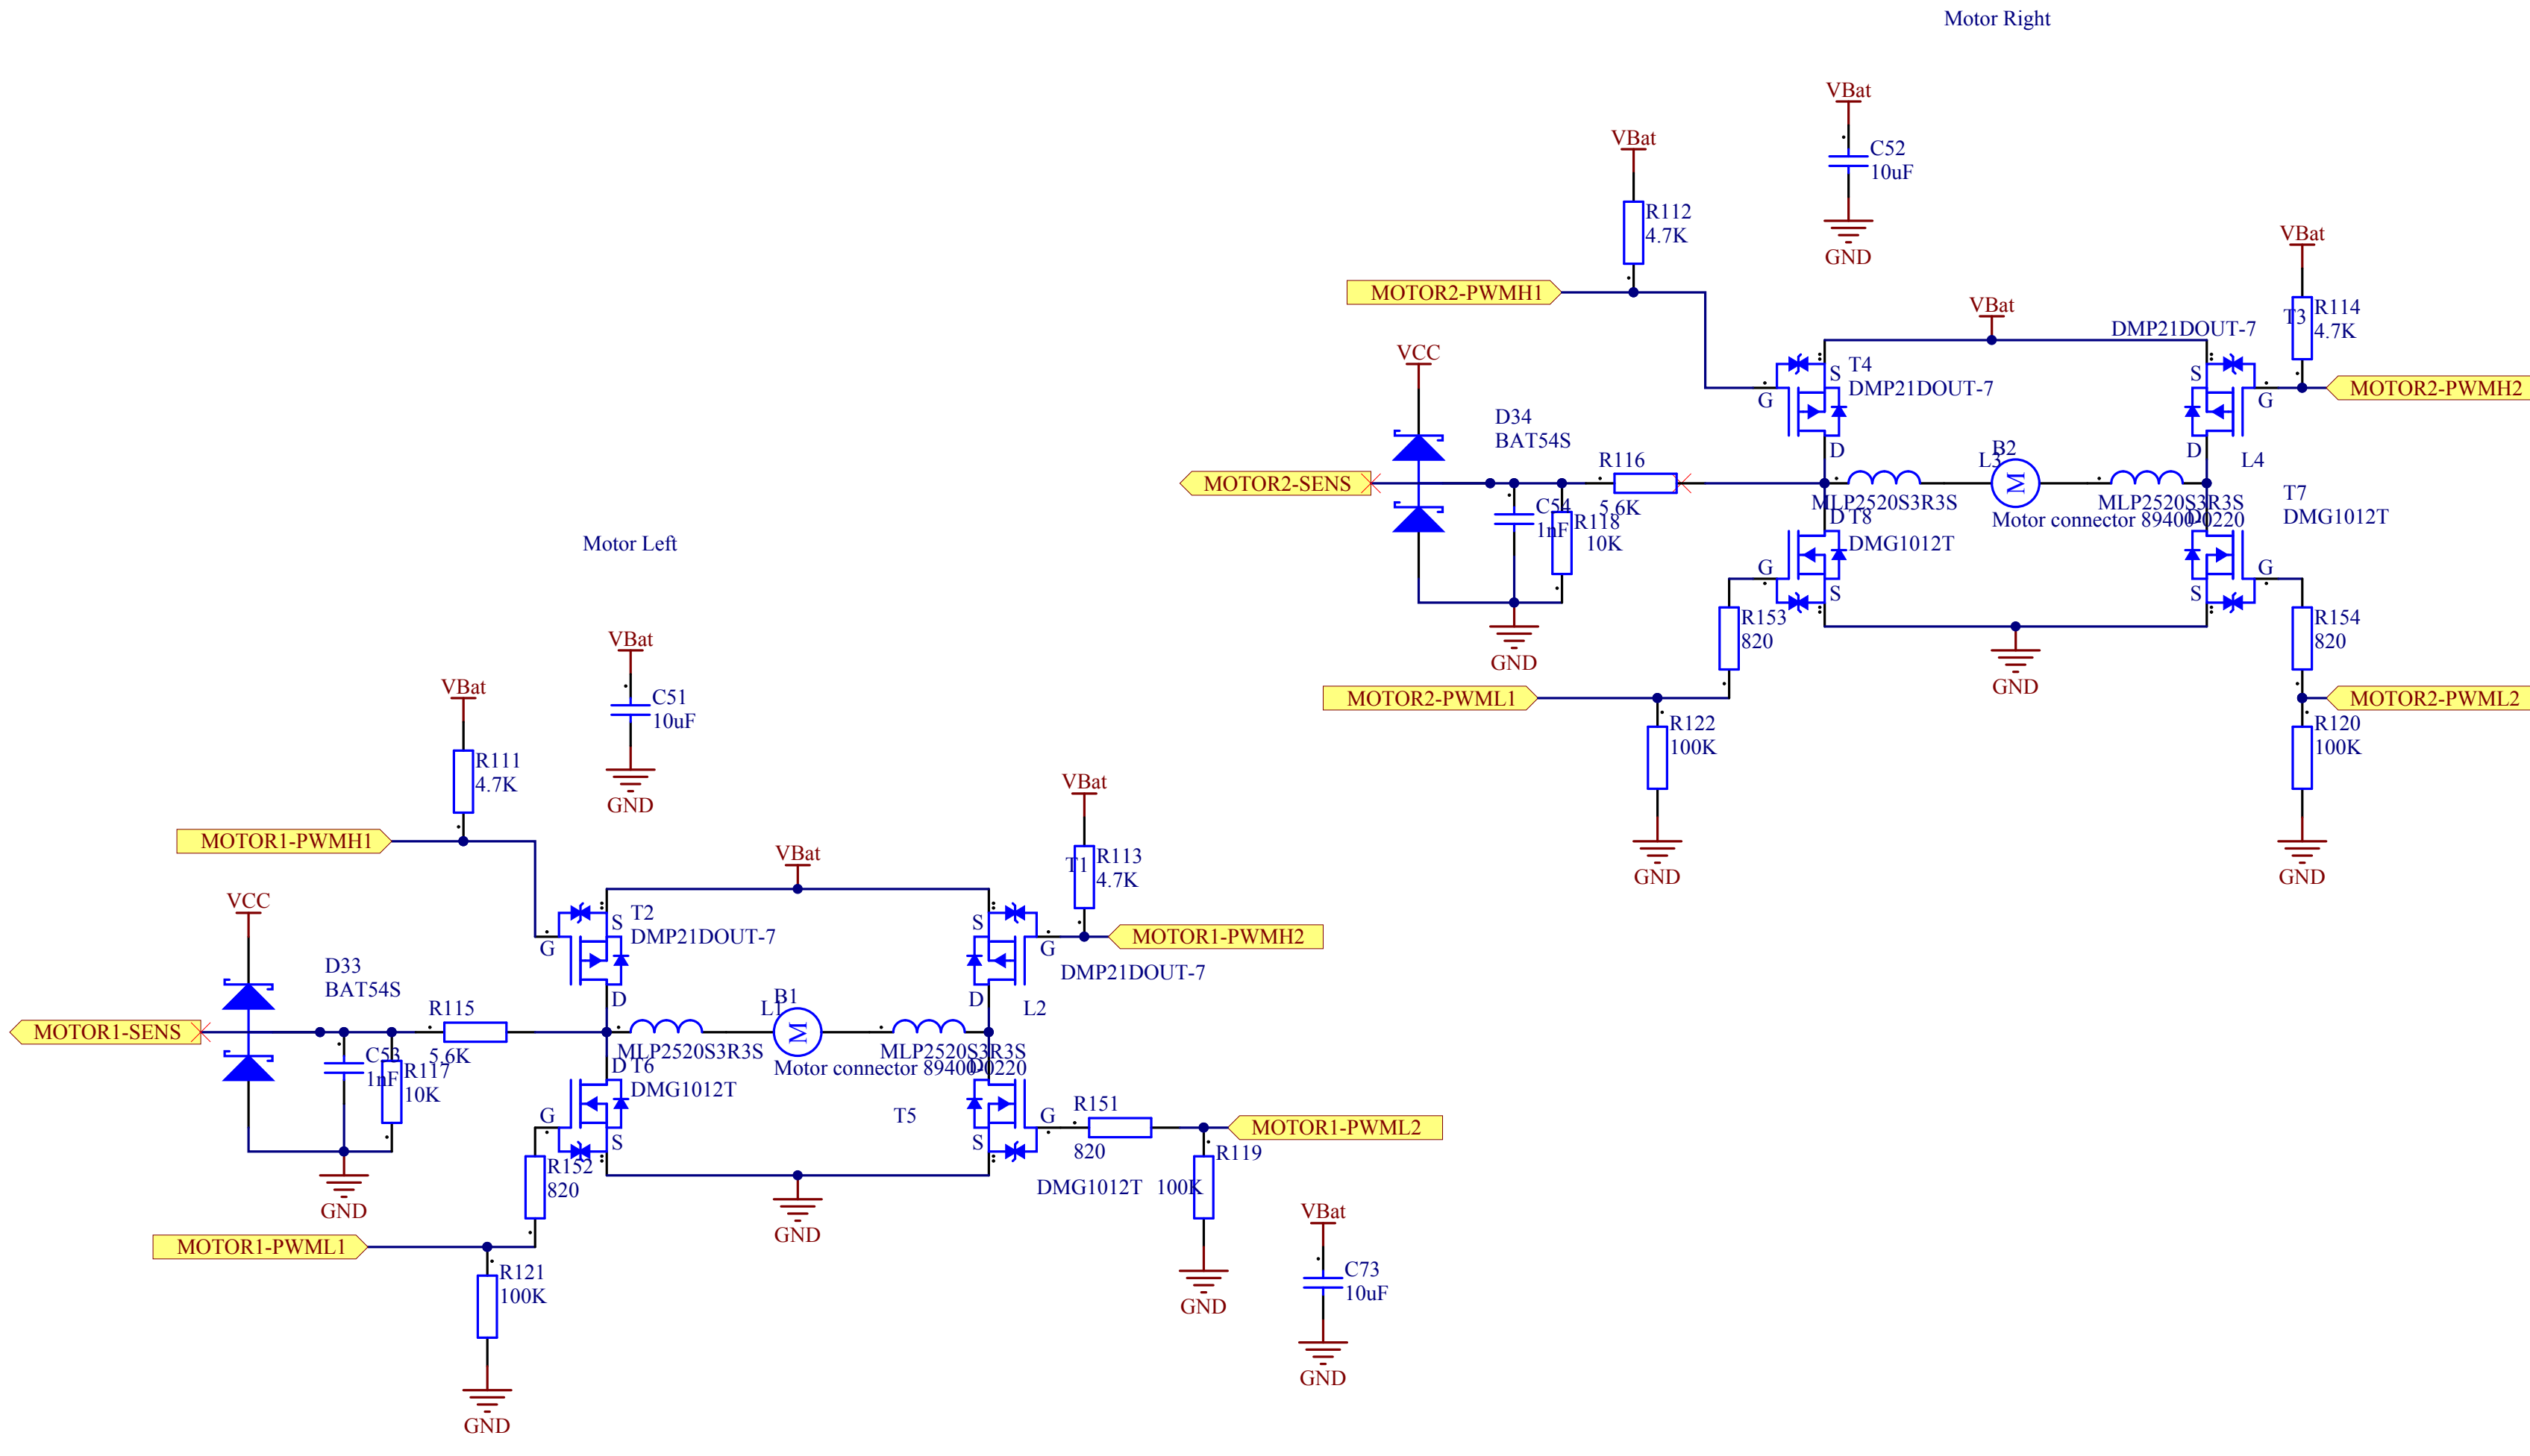 Motor Right
VBat
C52
10uF
GND
VBat
R112
4.7K
MOTOR2-PWMH1
VBat
R114
4.7K
T3
DMP21DOUT-7
MOTOR2-PWMH2
VBat
T4
DMP21DOUT-7
S
G
D
S
G
D
VCC
D34
BAT54S
MOTOR2-SENS
R116
5.6K
C54
1nF
R118
10K
GND
L3
MLP2520S3R3S
B2
M
Motor connector 89400-0220
L4
MLP2520S3R3S
T8
DMG1012T
D
G
S
T7
DMG1012T
D
G
S
GND
R153
820
MOTOR2-PWML1
R122
100K
GND
R154
820
MOTOR2-PWML2
R120
100K
GND
Motor Left
VBat
C51
10uF
GND
VBat
R111
4.7K
MOTOR1-PWMH1
VBat
R113
4.7K
T1
MOTOR1-PWMH2
DMP21DOUT-7
VBat
T2
DMP21DOUT-7
S
G
D
S
G
D
VCC
D33
BAT54S
MOTOR1-SENS
R115
5.6K
C53
1nF
R117
10K
GND
L1
MLP2520S3R3S
B1
M
Motor connector 89400-0220
L2
MLP2520S3R3S
T6
DMG1012T
D
G
S
T5
DMG1012T
D
G
S
GND
R151
820
MOTOR1-PWML2
R119
100K
GND
R152
820
MOTOR1-PWML1
R121
100K
GND
VBat
C73
10uF
GND